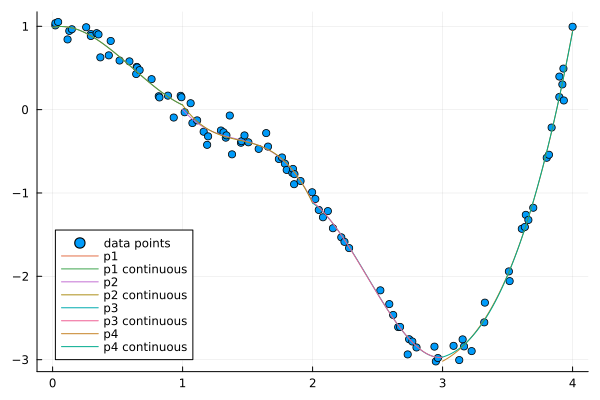 1
0
−1
−2
−3
data points
p1
p1 continuous
p2
p2 continuous
p3
p3 continuous
p4
p4 continuous
0
1
2
3
4